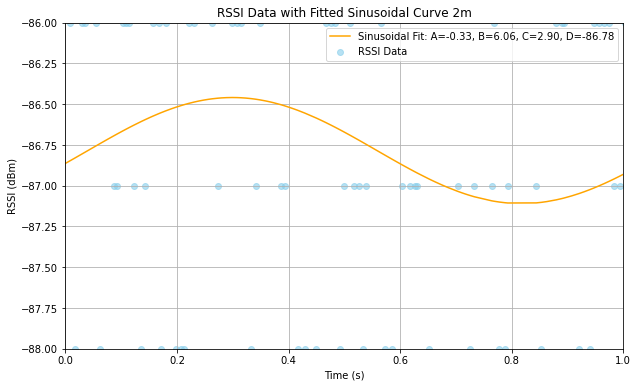 RSSI Data with Fitted Sinusoidal Curve 2m
Sinusoidal Fit: A=-0.33, B=6.06, C=2.90, D=-86.78
RSSI Data
RSSI (dBm)
−86.00
−86.25
−86.50
−86.75
−87.00
−87.25
−87.50
−87.75
−88.00
0.0 0.2 0.4 0.6 0.8 1.0
Time (s)